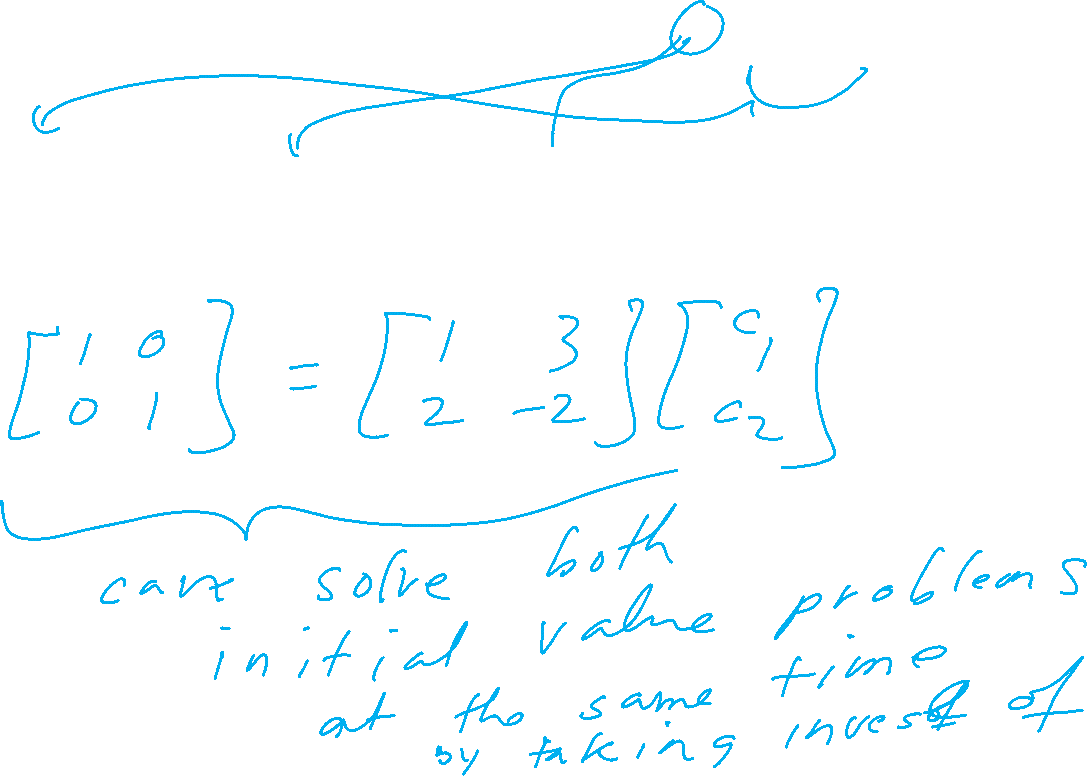 [1 0 0 1] = [1 3 2 -2] [c1 c2]
can solve both
initial value problems
at the same time
by taking inverse of